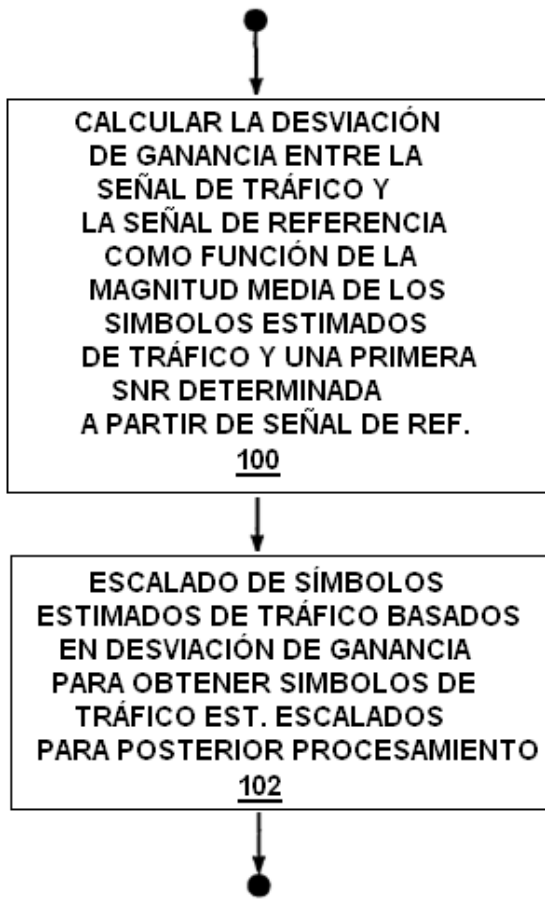 CALCULAR LA DESVIACIÓN
DE GANANCIA ENTRE LA
SEÑAL DE TRÁFICO Y
LA SEÑAL DE REFERENCIA
COMO FUNCIÓN DE LA
MAGNITUD MEDIA DE LOS
SIMBOLOS ESTIMADOS
DE TRÁFICO Y UNA PRIMERA
SNR DETERMINADA
A PARTIR DE SEÑAL DE REF.
100
ESCALADO DE SÍMBOLOS
ESTIMADOS DE TRÁFICO BASADOS
EN DESVIACIÓN DE GANANCIA
PARA OBTENER SIMBOLOS DE
TRÁFICO EST. ESCALADOS
PARA POSTERIOR PROCESAMIENTO
102